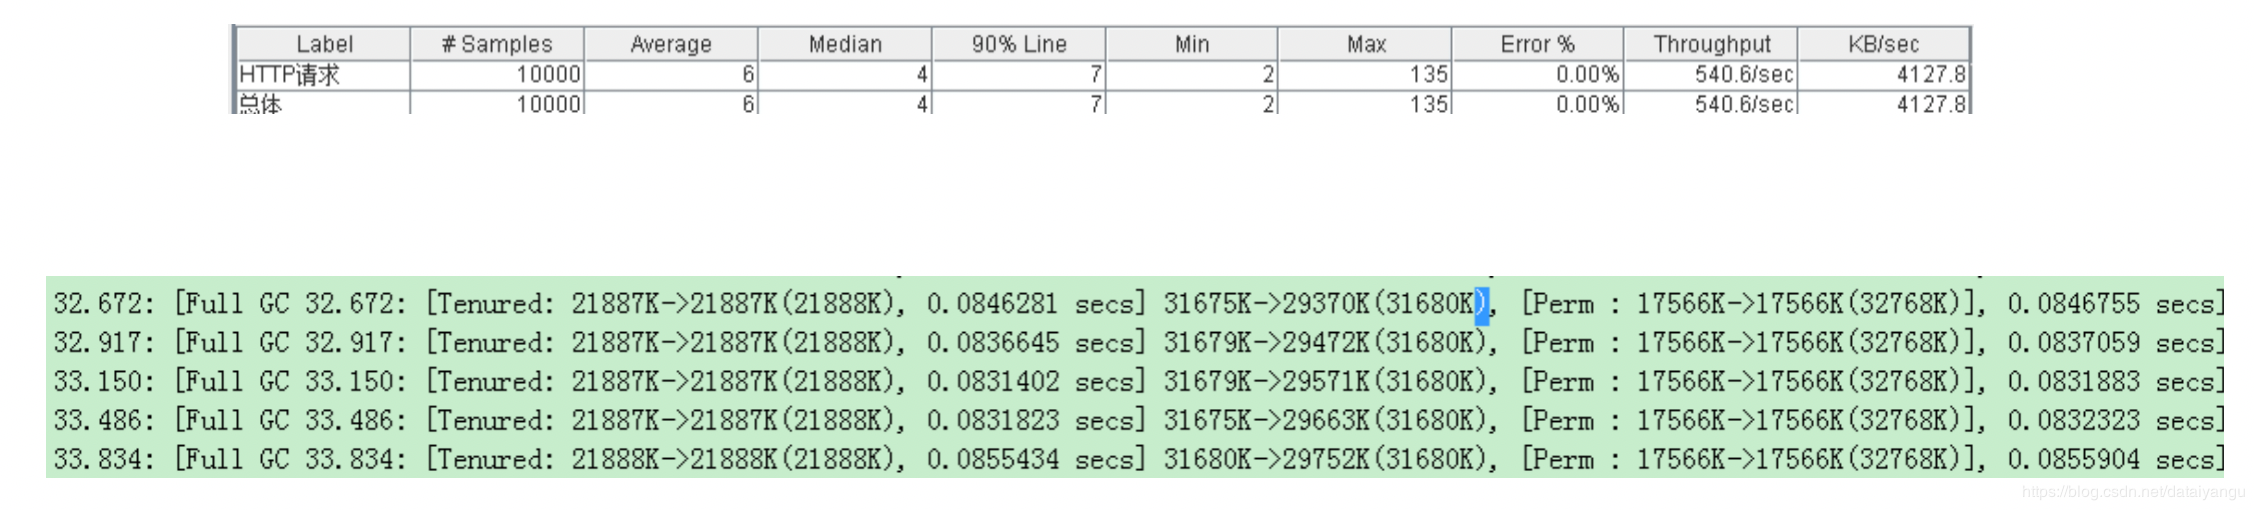 Label # Samples Average Median 90% Line Min Max Error % Throughput KB/sec
HTTP请求 10000 6 4 7 2 135 0.00% 540.6/sec 4127.8
总体 10000 6 4 7 2 135 0.00% 540.6/sec 4127.8
32.672: [Full GC 32.672: [Tenured: 21887K->21887K(21888K), 0.0846281 secs] 31675K->29370K(31680K), [Perm : 17566K->17566K(32768K)], 0.0846755 secs]
32.917: [Full GC 32.917: [Tenured: 21887K->21887K(21888K), 0.0836645 secs] 31679K->29472K(31680K), [Perm : 17566K->17566K(32768K)], 0.0837059 secs]
33.150: [Full GC 33.150: [Tenured: 21887K->21887K(21888K), 0.0831402 secs] 31679K->29571K(31680K), [Perm : 17566K->17566K(32768K)], 0.0831883 secs]
33.486: [Full GC 33.486: [Tenured: 21887K->21887K(21888K), 0.0831823 secs] 31675K->29663K(31680K), [Perm : 17566K->17566K(32768K)], 0.0832323 secs]
33.834: [Full GC 33.834: [Tenured: 21888K->21888K(21888K), 0.0855434 secs] 31680K->29752K(31680K), [Perm : 17566K->17566K(32768K)], 0.0855904 secs]
https://blog.csdn.net/dataiyangu